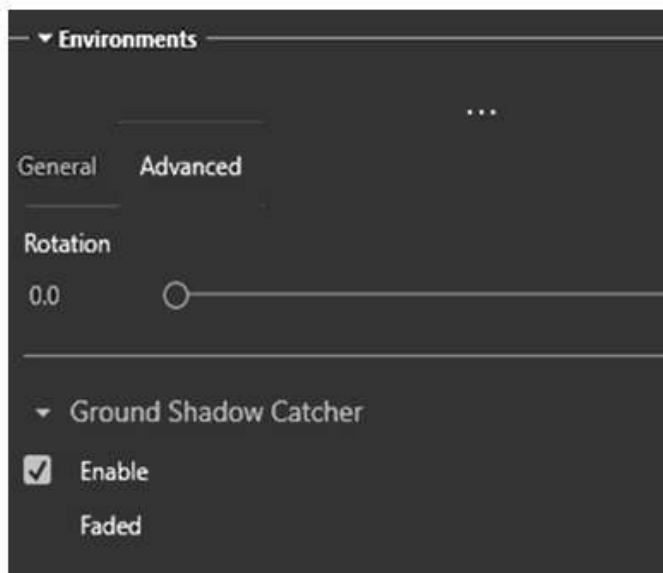 Environments
...
General Advanced
Rotation
0.0
Ground Shadow Catcher
Enable
Faded